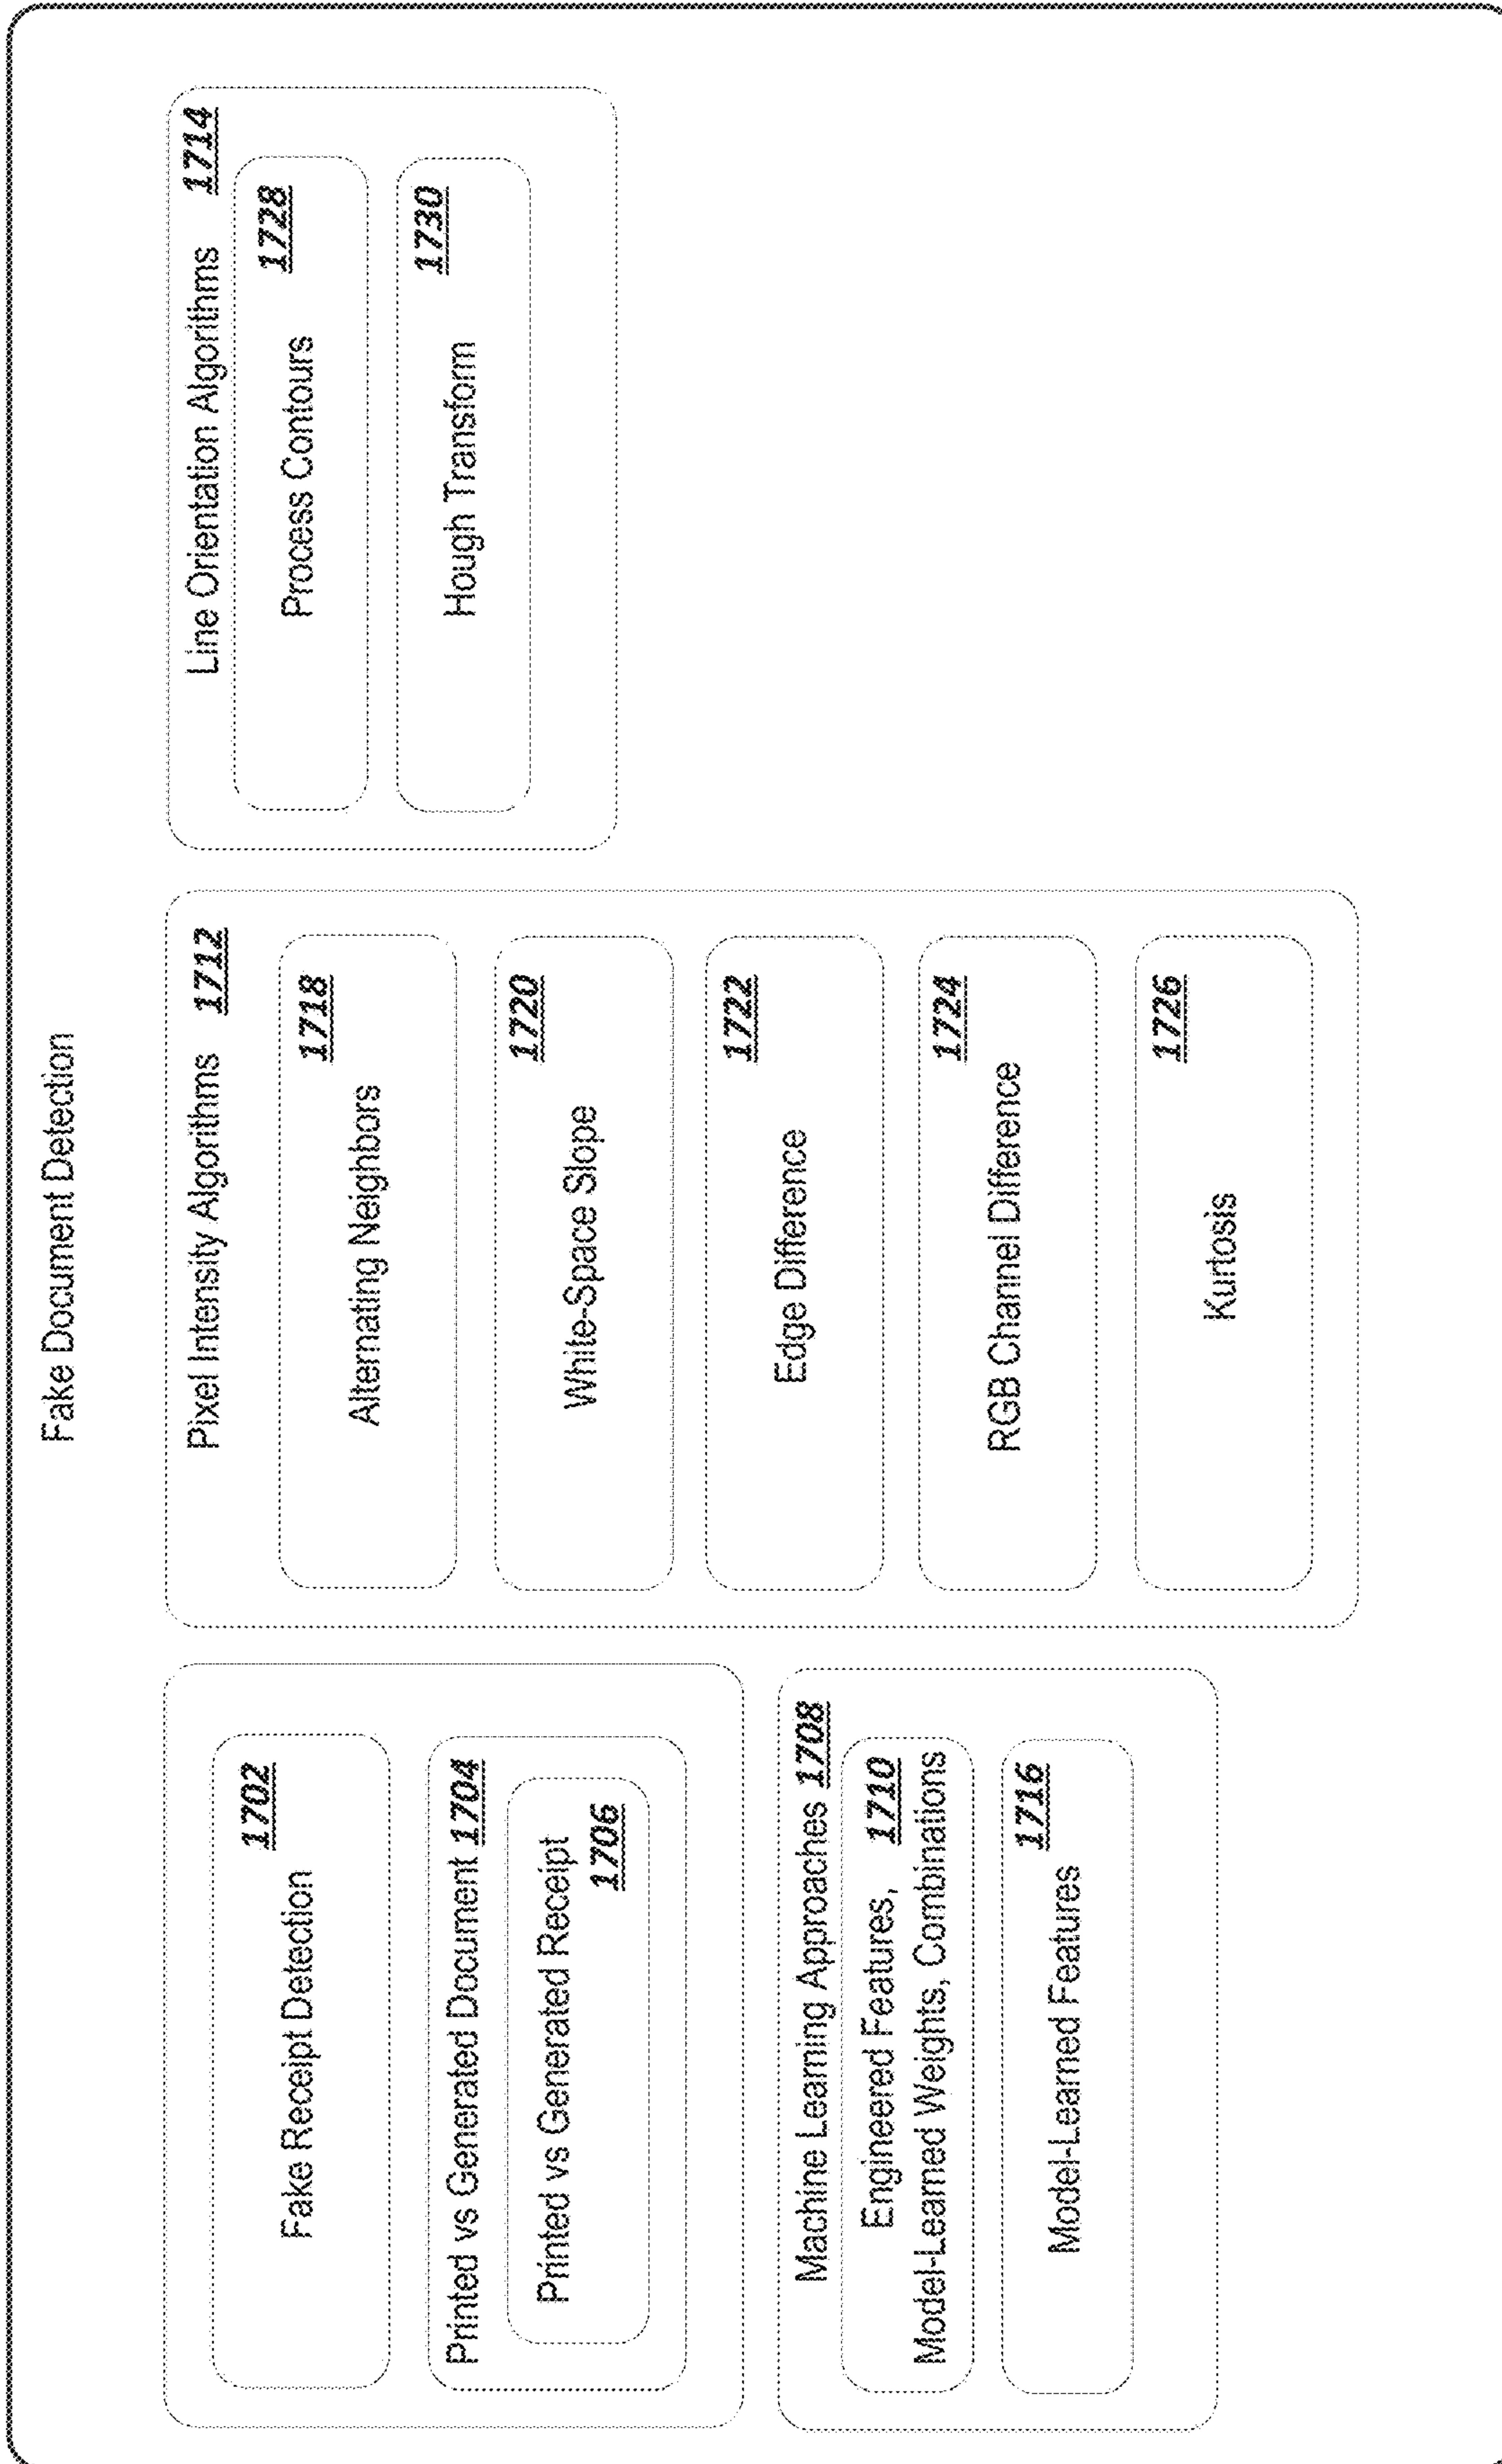 Fake Document Detection
1702
Fake Receipt Detection
Printed vs Generated Document 1704
Printed vs Generated Receipt
1706
Machine Learning Approaches 1708
Engineered Features, 1710
Model-Learned Weights, Combinations
1716
Model-Learned Features
Pixel Intensity Algorithms 1712
1718
Alternating Neighbors
1720
White-Space Slope
1722
Edge Difference
1724
RGB Channel Difference
1726
Kurtosis
Line Orientation Algorithms 1714
1728
Process Contours
1730
Hough Transform